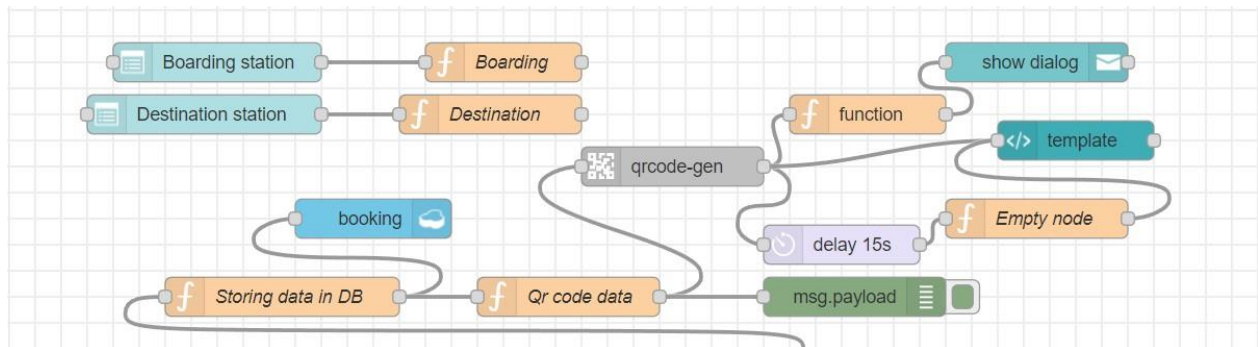 Boarding station
Boarding
show dialog
Destination station
Destination
function
</> template
qrcode-gen
booking
Empty node
delay 15s
Storing data in DB
Qr code data
msg.payload